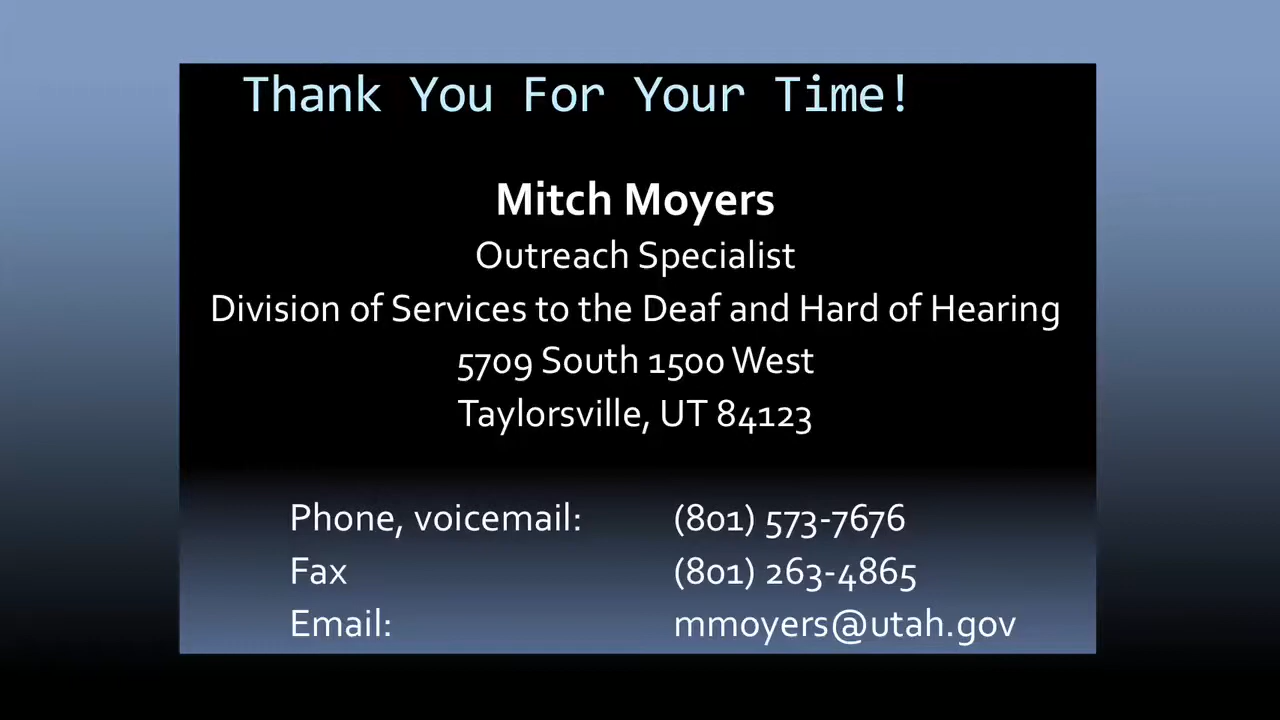 Thank You For Your Time!
Mitch Moyers
Outreach Specialist
Division of Services to the Deaf and Hard of Hearing
5709 South 1500 West
Taylorsville, UT 84123
Phone, voicemail: (801) 573-7676
Fax (801) 263-4865
Email: mmoyers@utah.gov